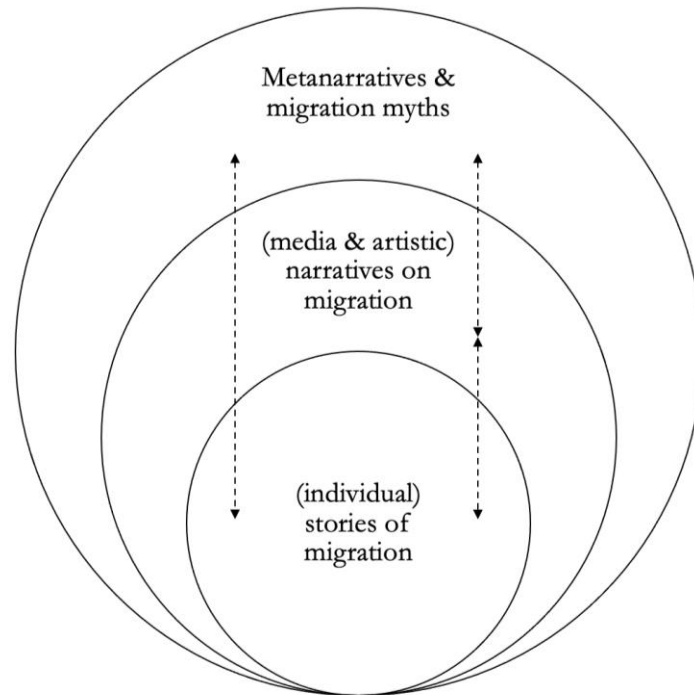 Metanarratives &
migration myths
(media & artistic)
narratives on
migration
(individual)
stories of
migration